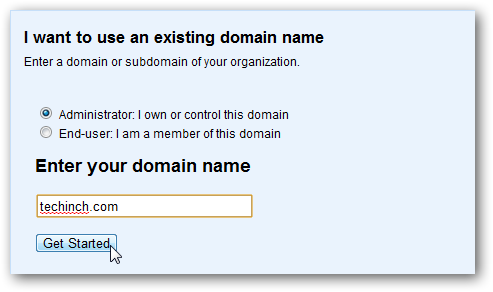 I want to use an existing domain name
Enter a domain or subdomain of your organization.
Administrator: I own or control this domain
End-user: I am a member of this domain
Enter your domain name
techinch.com
Get Started